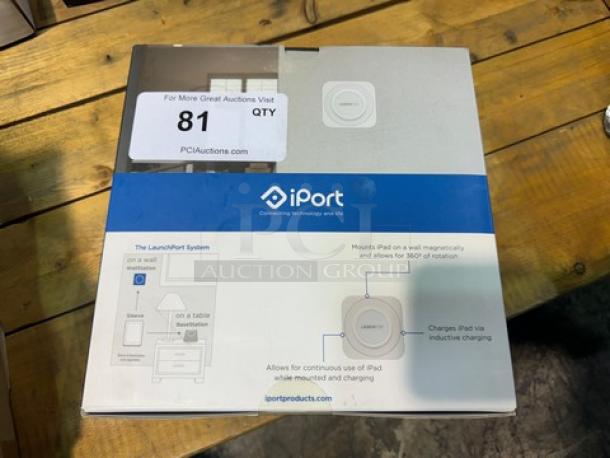 For More Great Auctions Visit
81
QTY
PCIAuctions.com
iPort
Connecting technology and life
PCI
AUCTION GROUP
The LaunchPort System
on a wall
WallStation
Sleeve
on a table
BaseStation
Mounts iPad on a wall magnetically
and allows for 360° of rotation
LAUNCHPORT
Charges iPad via
inductive charging
Allows for continuous use of iPad
while mounted and charging
iportproducts.com